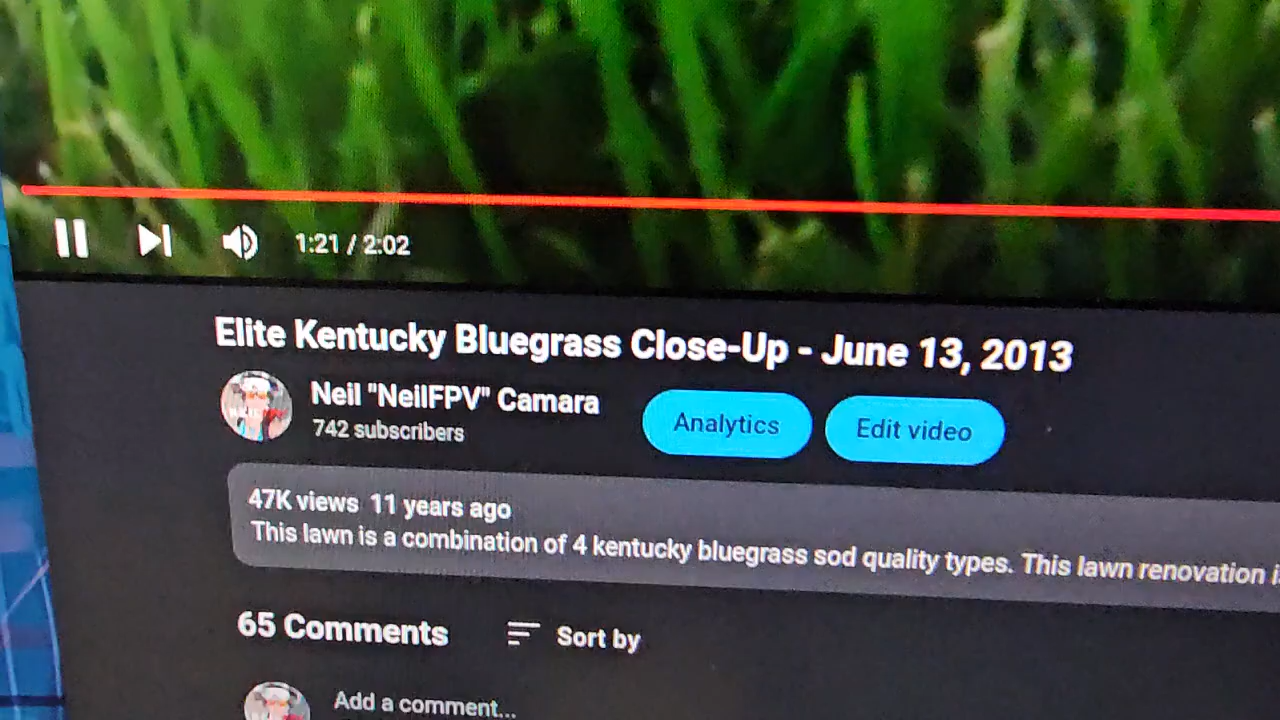 1:21 / 2:02
Elite Kentucky Bluegrass Close-Up - June 13, 2013
Neil "NeilFPV" Camara
742 subscribers
Analytics
Edit video
47K views 11 years ago
This lawn is a combination of 4 kentucky bluegrass sod quality types. This lawn renovation
65 Comments
Sort by
Add a comment...